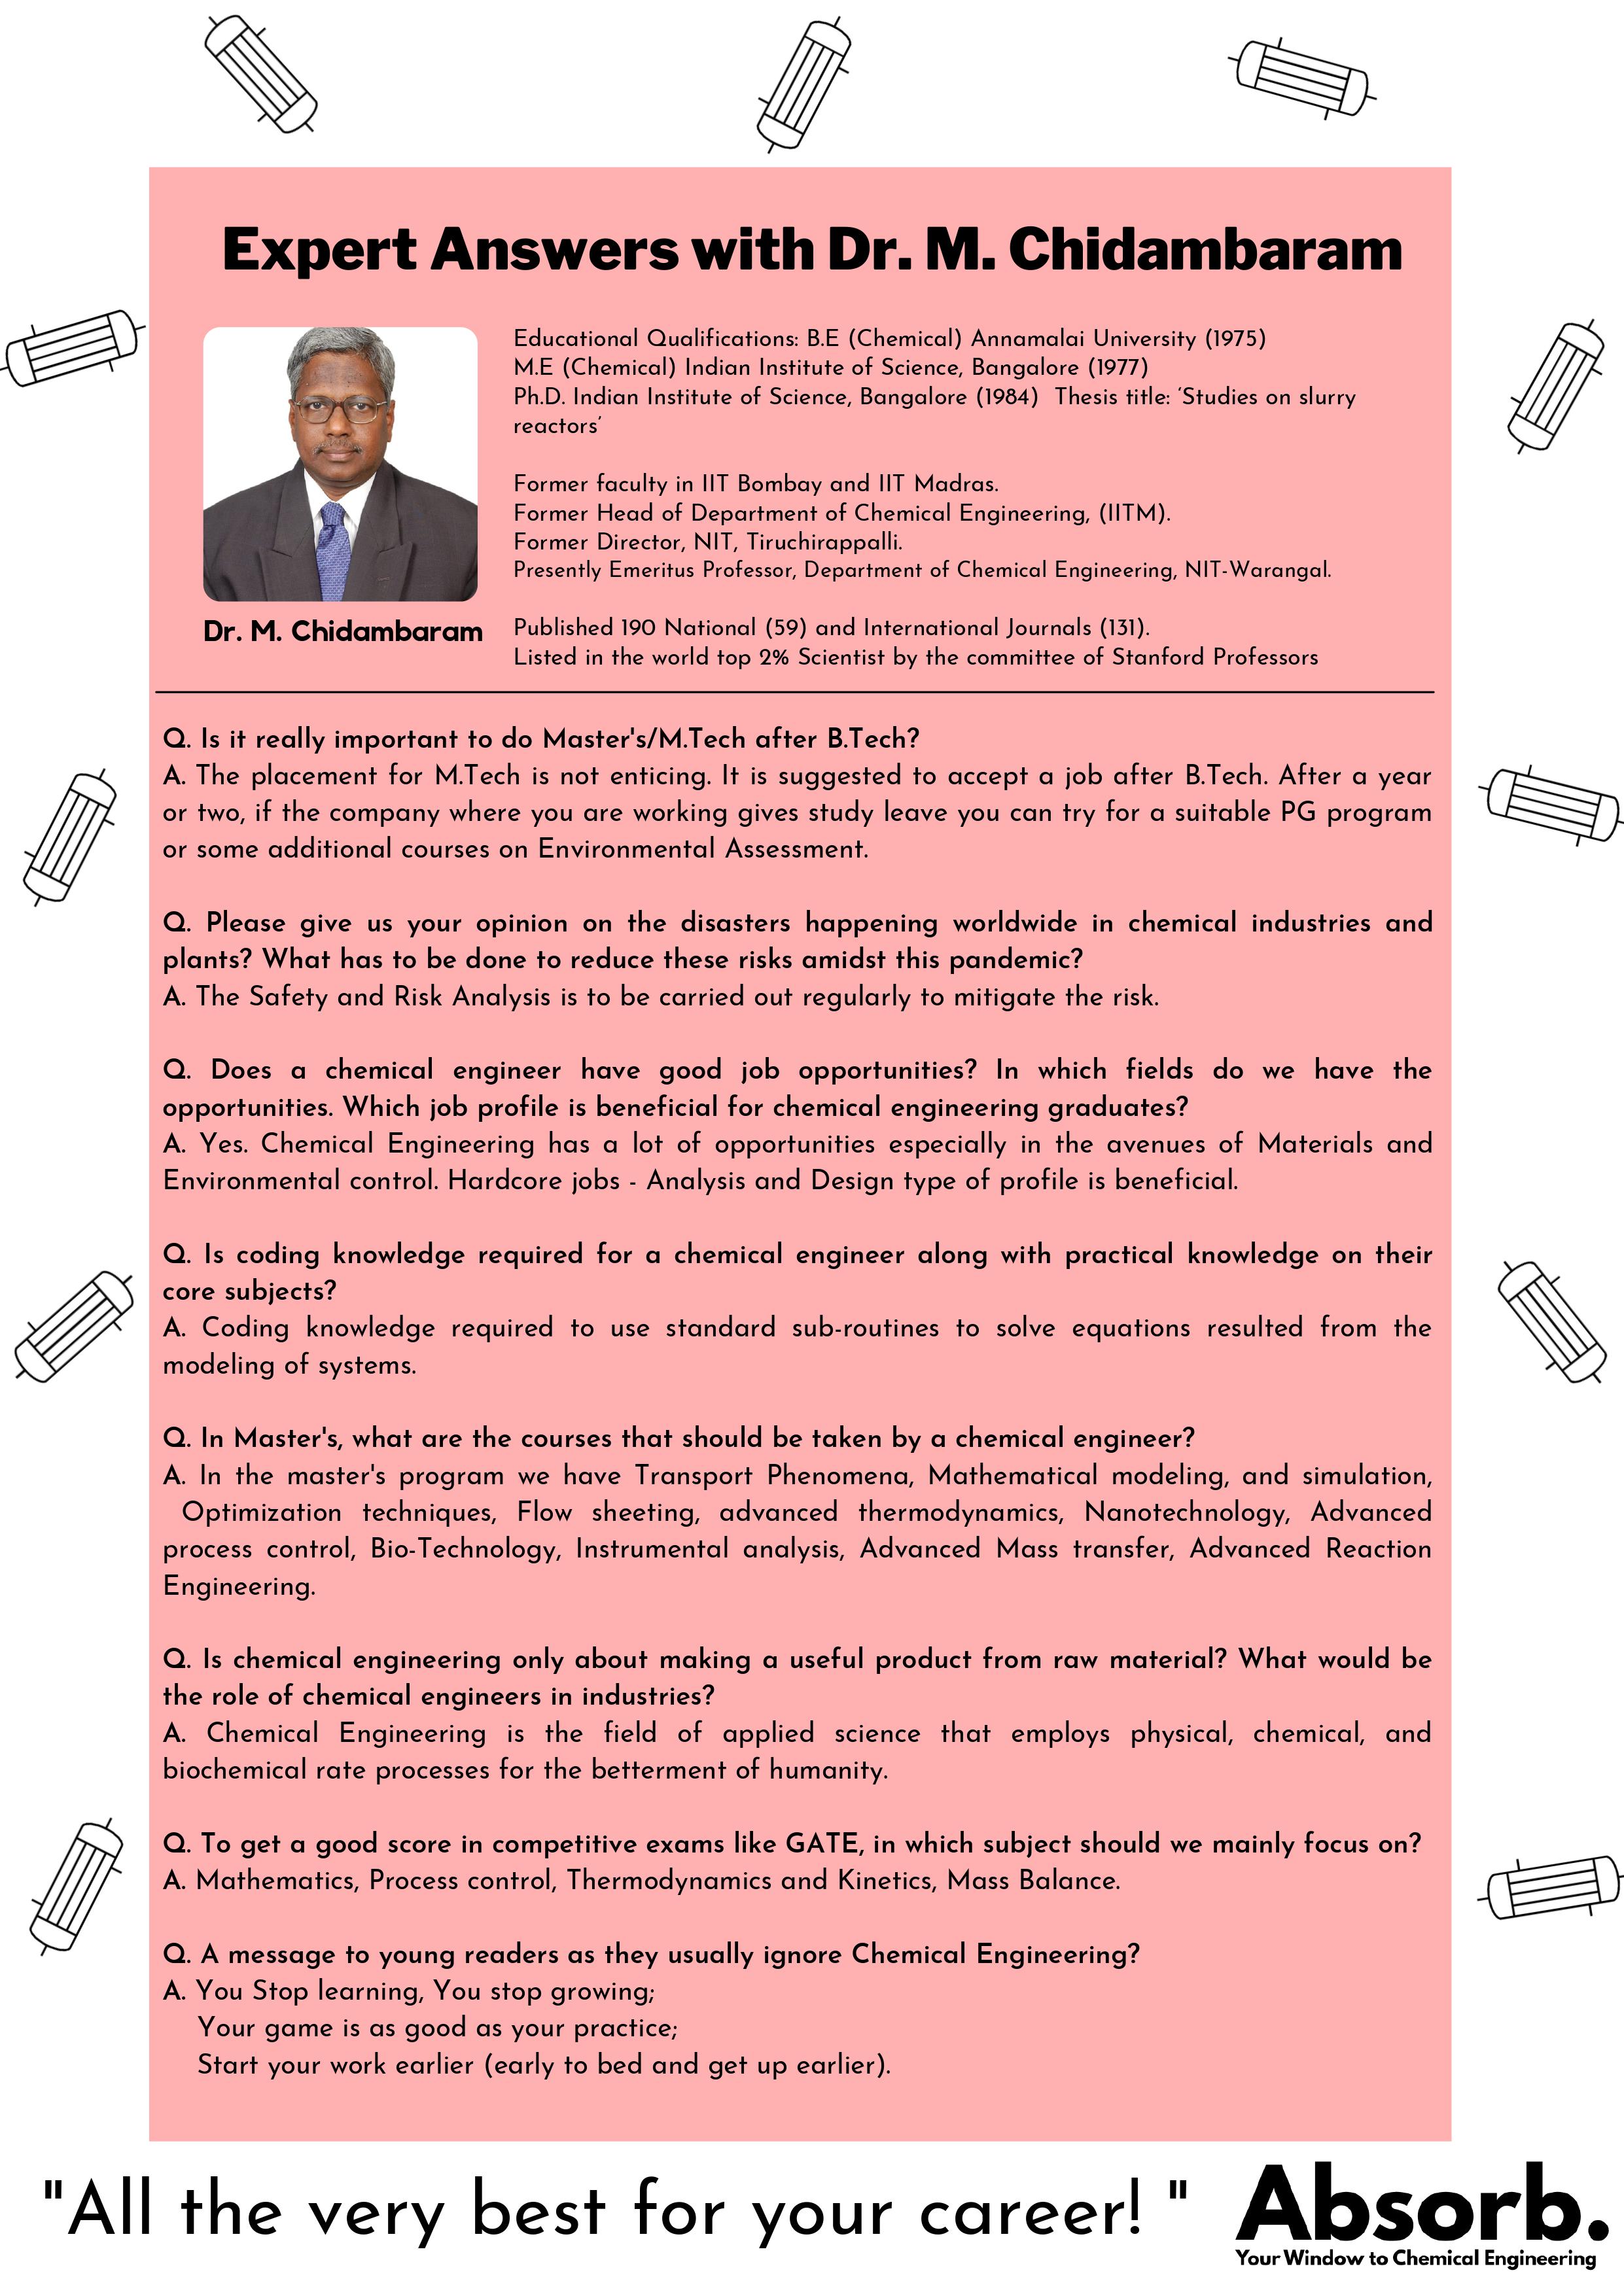 Expert Answers with Dr. M. Chidambaram
Educational Qualifications: B.E (Chemical) Annamalai University (1975)
M.E (Chemical) Indian Institute of Science, Bangalore (1977)
Ph.D. Indian Institute of Science, Bangalore (1984) Thesis title: ‘Studies on slurry
reactors’
Former faculty in IIT Bombay and IIT Madras.
Former Head of Department of Chemical Engineering, (IITM).
Former Director, NIT, Tiruchirappalli.
Presently Emeritus Professor, Department of Chemical Engineering, NIT-Warangal.
Published 190 National (59) and International Journals (131).
Listed in the world top 2% Scientist by the committee of Stanford Professors
Dr. M. Chidambaram
Q. Is it really important to do Master's/M.Tech after B.Tech?
A. The placement for M.Tech is not enticing. It is suggested to accept a job after B.Tech. After a year
or two, if the company where you are working gives study leave you can try for a suitable PG program
or some additional courses on Environmental Assessment.
Q. Please give us your opinion on the disasters happening worldwide in chemical industries and
plants? What has to be done to reduce these risks amidst this pandemic?
A. The Safety and Risk Analysis is to be carried out regularly to mitigate the risk.
Q. Does a chemical engineer have good job opportunities? In which fields do we have the
opportunities. Which job profile is beneficial for chemical engineering graduates?
A. Yes. Chemical Engineering has a lot of opportunities especially in the avenues of Materials and
Environmental control. Hardcore jobs - Analysis and Design type of profile is beneficial.
Q. Is coding knowledge required for a chemical engineer along with practical knowledge on their
core subjects?
A. Coding knowledge required to use standard sub-routines to solve equations resulted from the
modeling of systems.
Q. In Master's, what are the courses that should be taken by a chemical engineer?
A. In the master's program we have Transport Phenomena, Mathematical modeling, and simulation,
Optimization techniques, Flow sheeting, advanced thermodynamics, Nanotechnology, Advanced
process control, Bio-Technology, Instrumental analysis, Advanced Mass transfer, Advanced Reaction
Engineering.
Q. Is chemical engineering only about making a useful product from raw material? What would be
the role of chemical engineers in industries?
A. Chemical Engineering is the field of applied science that employs physical, chemical, and
biochemical rate processes for the betterment of humanity.
Q. To get a good score in competitive exams like GATE, in which subject should we mainly focus on?
A. Mathematics, Process control, Thermodynamics and Kinetics, Mass Balance.
Q. A message to young readers as they usually ignore Chemical Engineering?
A. You Stop learning, You stop growing;
Your game is as good as your practice;
Start your work earlier (early to bed and get up earlier).
"All the very best for your career! "
Absorb.
Your Window to Chemical Engineering